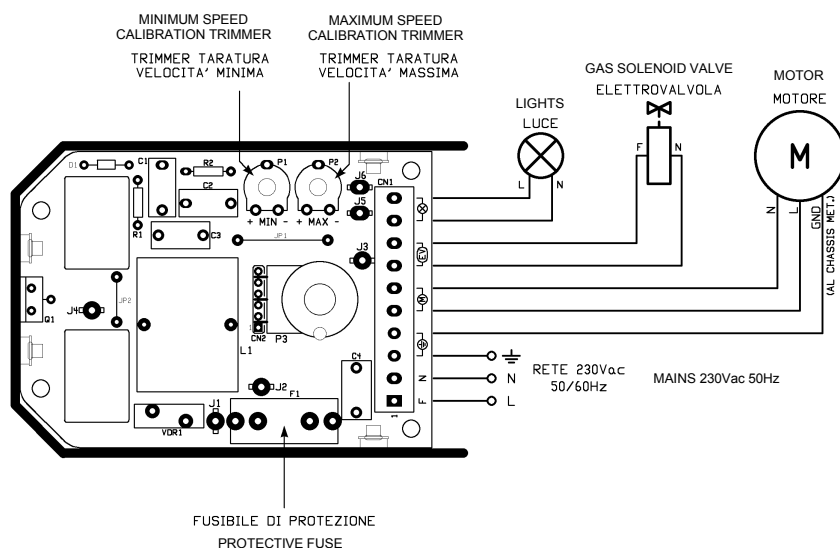 MINIMUM SPEED
CALIBRATION TRIMMER
TRIMMER TARATURA
VELOCITA' MINIMA
MAXIMUM SPEED
CALIBRATION TRIMMER
TRIMMER TARATURA
VELOCITA' MASSIMA
GAS SOLENOID VALVE
ELETTROVALVOLA
MOTOR
MOTORE
LIGHTS
LUCE
F
N
M
L
N
N
L
GND
(AL CHASSIS MET.)
D1
C1
R2
P1
P2
J6
CN1
C2
J5
+ MIN -
+ MAX -
R1
C3
JP1
J3
EV
JP2
M
J4
Q1
CN2
P3
L1
C4
J2
F1
J1
VDR1
1
N
F
N
L
RETE 230Vac
50/60Hz
MAINS 230Vac 50Hz
FUSIBILE DI PROTEZIONE
PROTECTIVE FUSE